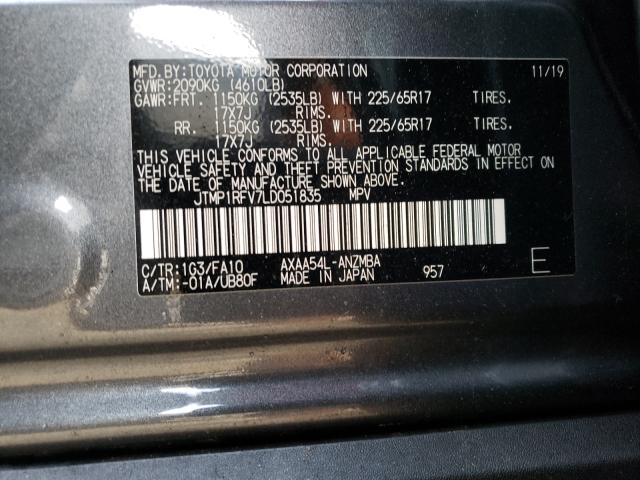 MFD.BY:TOYOTA MOTOR CORPORATION 11/19
GVWR:2090KG (4610LB)
GAWR:FRT. 1150KG (2535LB) WITH 225/65R17 TIRES.
17X7J RIMS.
RR. 1150KG (2535LB) WITH 225/65R17 TIRES.
17X7J RIMS.
THIS VEHICLE CONFORMS TO ALL APPLICABLE FEDERAL MOTOR
VEHICLE SAFETY AND THEFT PREVENTION STANDARDS IN EFFECT ON
THE DATE OF MANUFACTURE SHOWN ABOVE.
JTMP1RFV7LD051835 MPV
C/TR:1G3/FA10 AXAA54L-ANZMBA
A/TM:-01A/UB80F MADE IN JAPAN 957 E